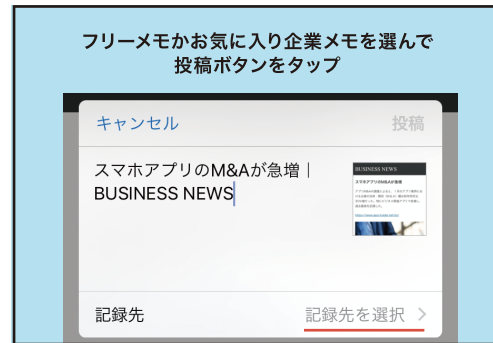 フリーメモかお気に入り企業メモを選んで
投稿ボタンをタップ
キャンセル
投稿
スマホアプリのM&Aが急増｜
BUSINESS NEWS
BUSINESS NEWS
スマホアプリのM&Aが急増
記録先
記録先を選択 >